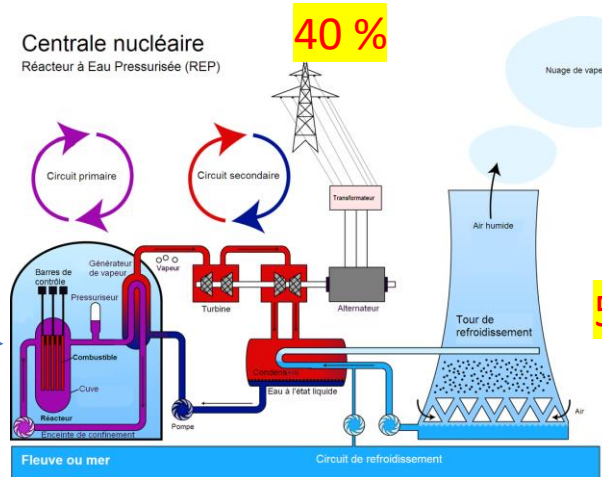 Centrale nucléaire
Réacteur à Eau Pressurisée (REP)
40 %
Nuage de vape
Circuit primaire
Circuit secondaire
Transformateur
Air humide
Générateur
de vapeur
Vapeur
Barres de
contrôle
Pressuriseur
Turbine
Alternateur
Tour de
refroidissement
5
Combustible
Cuve
Réacteur
Eau à l'état liquide
Pompe
Air
Enceinte de confinement
Fleuve ou mer
Circuit de refroidissement